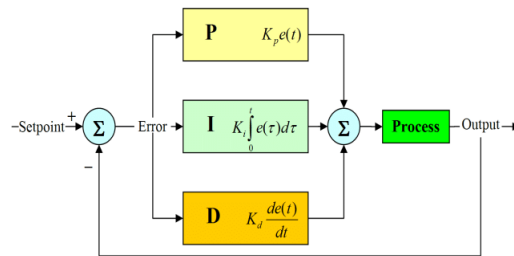 P K_p e(t)
–Setpoint + Σ – Error
I K_i ∫_0^t e(τ)dτ
Σ Process Output
D K_d de(t)/dt